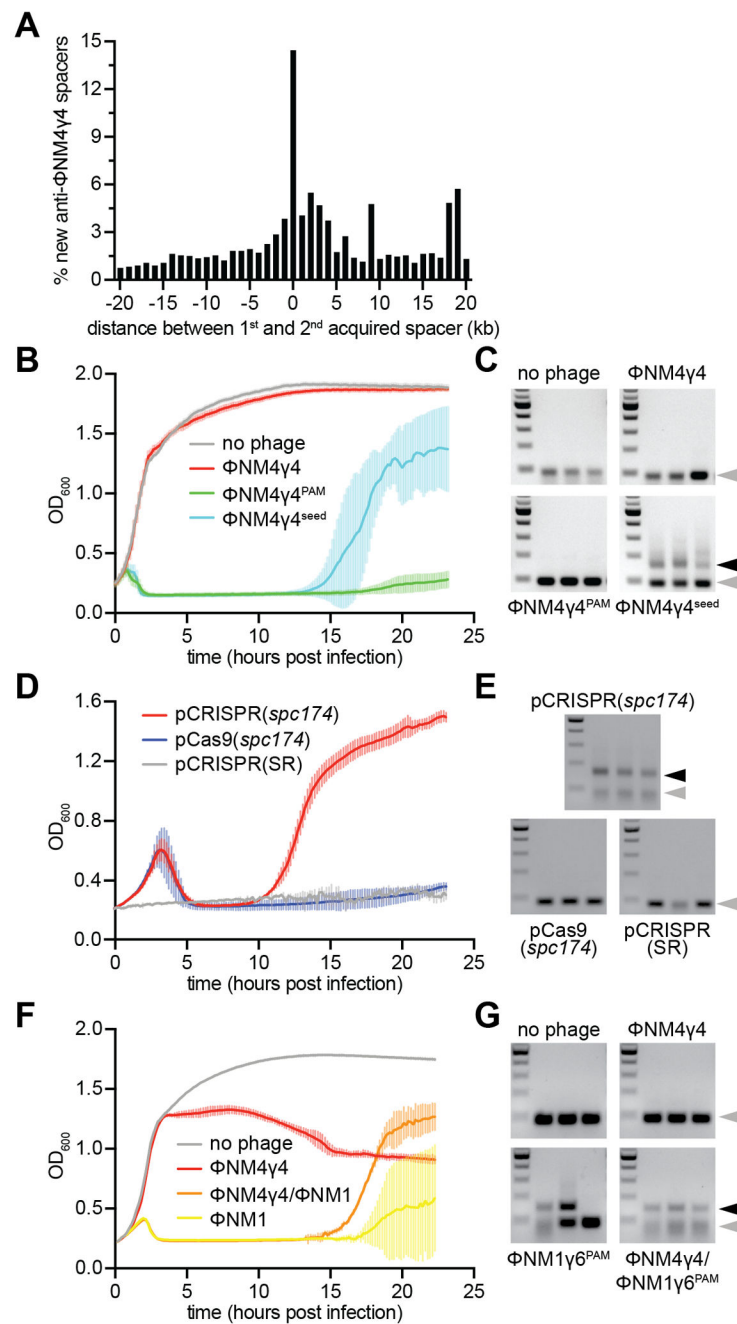 A
% new anti-ΦNM4γ4 spacers
15
12
9
6
3
0
-20 -15 -10 -5 0 5 10 15 20
distance between 1st and 2nd acquired spacer (kb)
B
OD600
2.0
1.5
1.0
0.5
0.0
no phage
ΦNM4γ4
ΦNM4γ4PAM
ΦNM4γ4seed
0 5 10 15 20 25
time (hours post infection)
C
no phage ΦNM4γ4
ΦNM4γ4PAM ΦNM4γ4seed
D
OD600
1.6
1.2
0.8
0.4
0.0
pCRISPR(spc174)
pCas9(spc174)
pCRISPR(SR)
0 5 10 15 20 25
time (hours post infection)
E
pCRISPR(spc174)
pCas9 pCRISPR
(spc174) (SR)
F
OD600
2.0
1.5
1.0
0.5
0.0
no phage
ΦNM4γ4
ΦNM4γ4/ΦNM1
ΦNM1
0 5 10 15 20 25
time (hours post infection)
G
no phage ΦNM4γ4
ΦNM1γ6PAM ΦNM4γ4/
ΦNM1γ6PAM